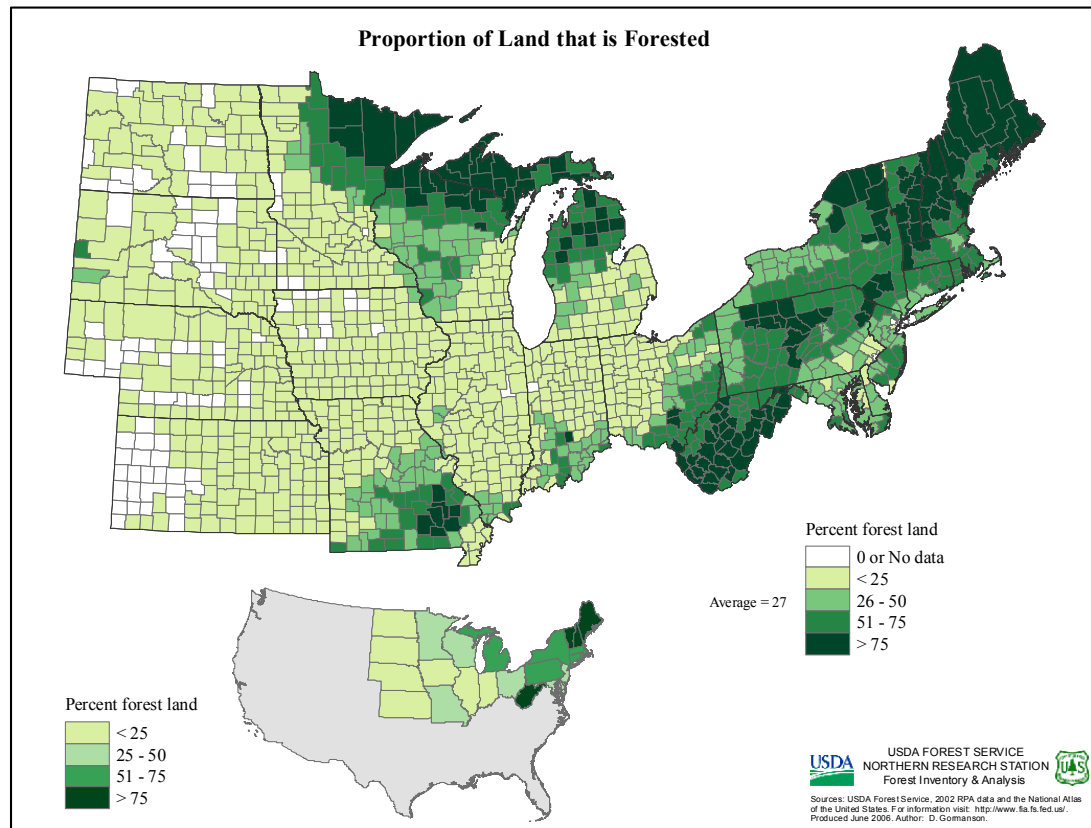 Proportion of Land that is Forested
Percent forest land
0 or No data
< 25
26 - 50
51 - 75
> 75
Average = 27
Percent forest land
< 25
25 - 50
51 - 75
> 75
USDA
USDA FOREST SERVICE
NORTHERN RESEARCH STATION
Forest Inventory & Analysis
UAS
Sources: USDA Forest Service, 2002 RPA data and the National Atlas
of the United States. For information visit: http://www.fia.fs.fed.us/.
Produced June 2006. Author: D. Gormanson.